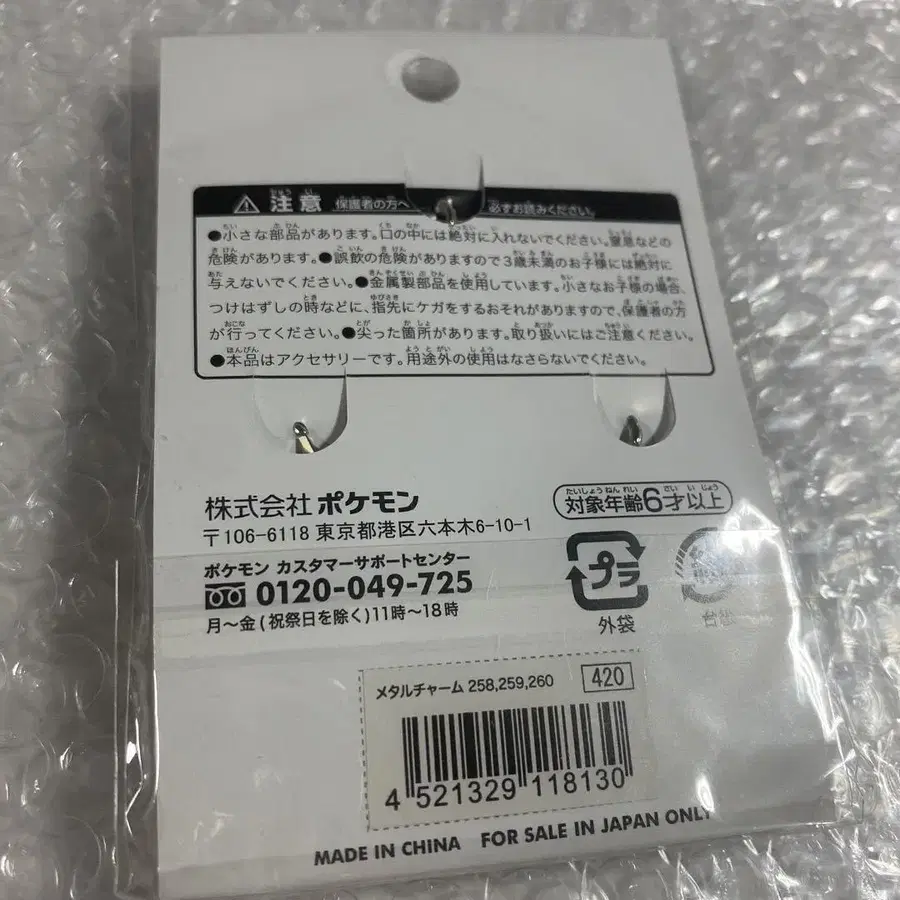 注意 保護者の方へ 必ずお読みください。
●小さな部品があります。口の中には絶対に入れないでください。窒息などの
危険があります。●誤飲の危険がありますので3歳未満のお子様には絶対に
与えないでください。●金属製部品を使用しています。小さなお子様の場合、
つけはずしの時などに、指先にケガをするおそれがありますので、保護者の方
が行ってください。●尖った箇所があります。取り扱いにはご注意ください。
●本品はアクセサリーです。用途外の使用はなさらないでください。
株式会社 ポケモン
〒106-6118 東京都港区六本木6-10-1
対象年齢6才以上
ポケモン カスタマーサポートセンター
0120-049-725
月～金(祝祭日を除く)11時～18時
プラ
外袋
メタルチャーム 258,259,260 420
4 521329 118130
MADE IN CHINA FOR SALE IN JAPAN ONLY